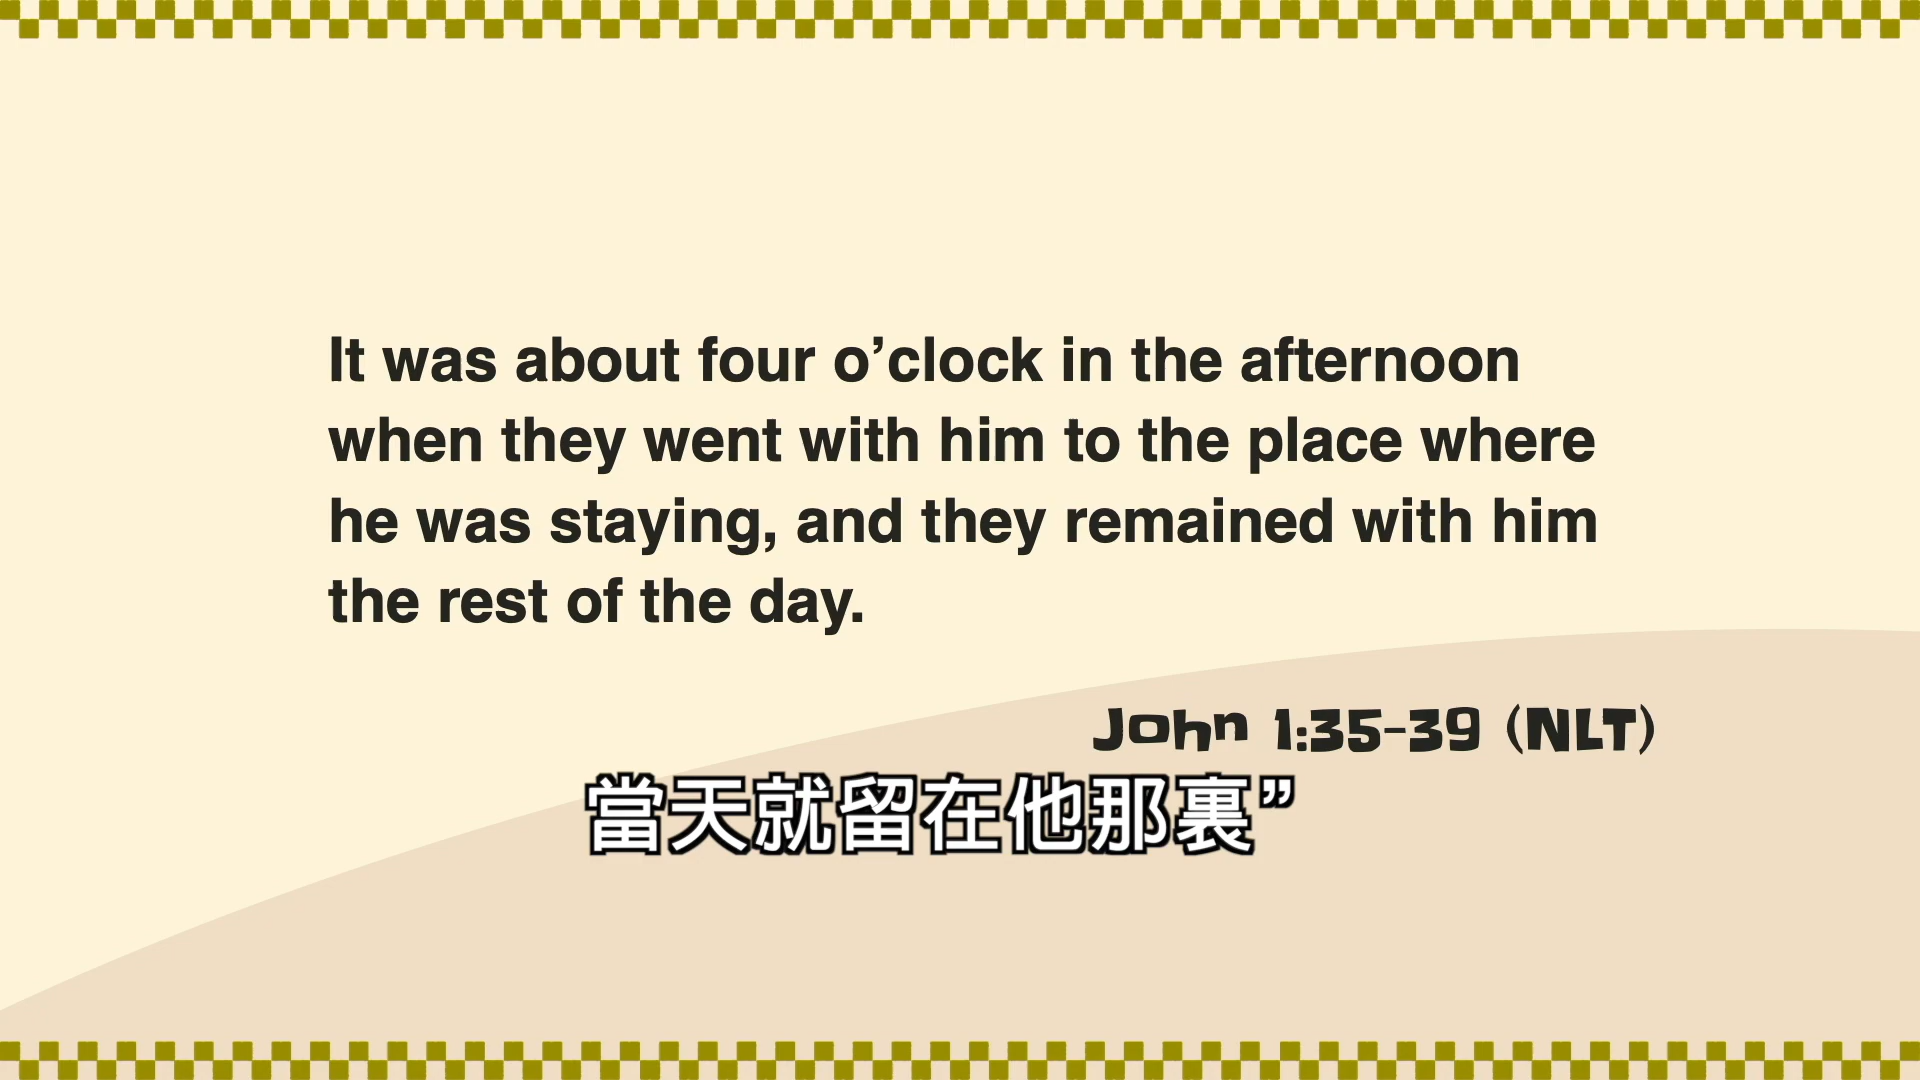 It was about four o’clock in the afternoon
when they went with him to the place where
he was staying, and they remained with him
the rest of the day.
John 1:35-39 (NLT)
當天就留在他那裏”